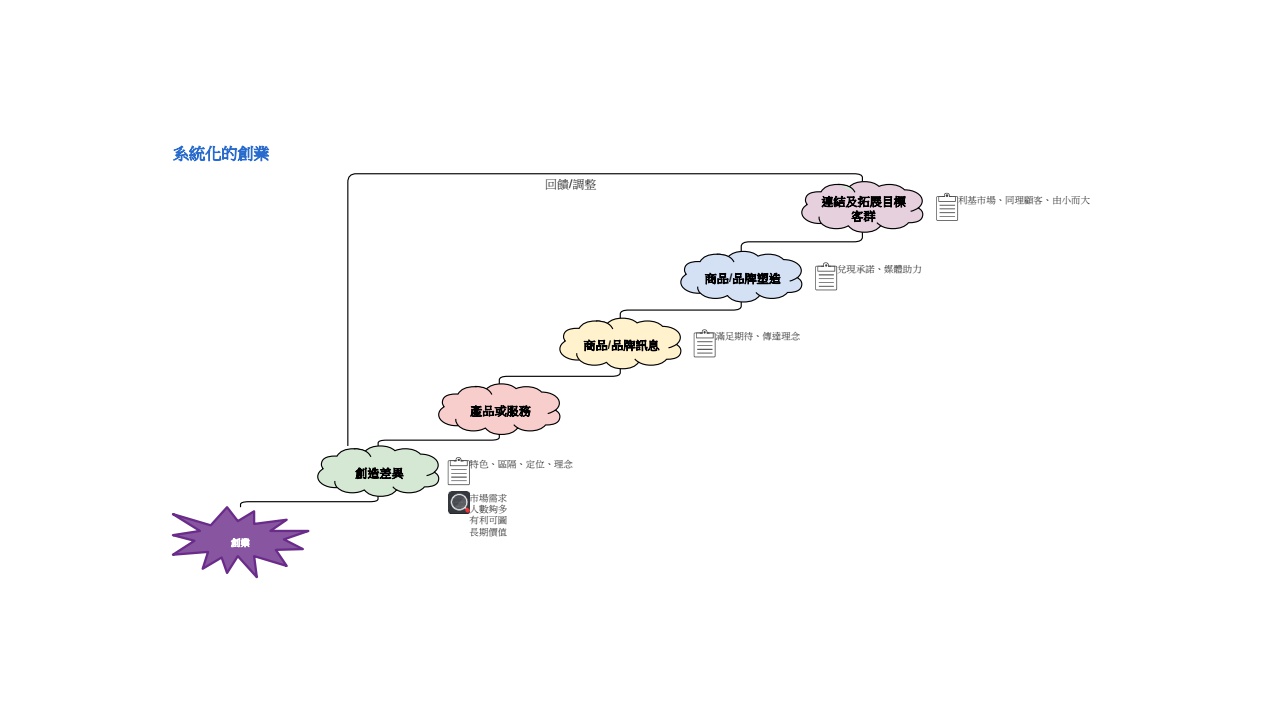 系統化的創業
回饋/調整
連結及拓展目標
客群
利基市場、同理顧客、由小而大
商品/品牌塑造
兌現承諾、媒體助力
商品/品牌訊息
滿足期待、傳達理念
產品或服務
創造差異
特色、區隔、定位、理念
市場需求
人數夠多
有利可圖
長期價值
創業